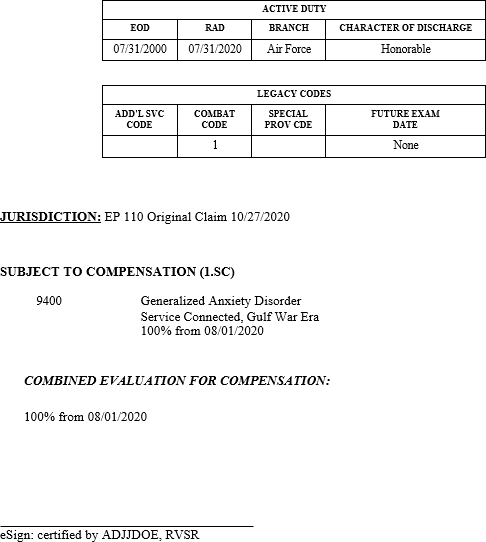 ACTIVE DUTY
EOD RAD BRANCH CHARACTER OF DISCHARGE
07/31/2000 07/31/2020 Air Force Honorable
LEGACY CODES
ADD'L SVC CODE COMBAT CODE SPECIAL PROV CDE FUTURE EXAM DATE
1 None
JURISDICTION: EP 110 Original Claim 10/27/2020
SUBJECT TO COMPENSATION (1.SC)
9400 Generalized Anxiety Disorder
Service Connected, Gulf War Era
100% from 08/01/2020
COMBINED EVALUATION FOR COMPENSATION:
100% from 08/01/2020
eSign: certified by ADJJDOE, RVSR